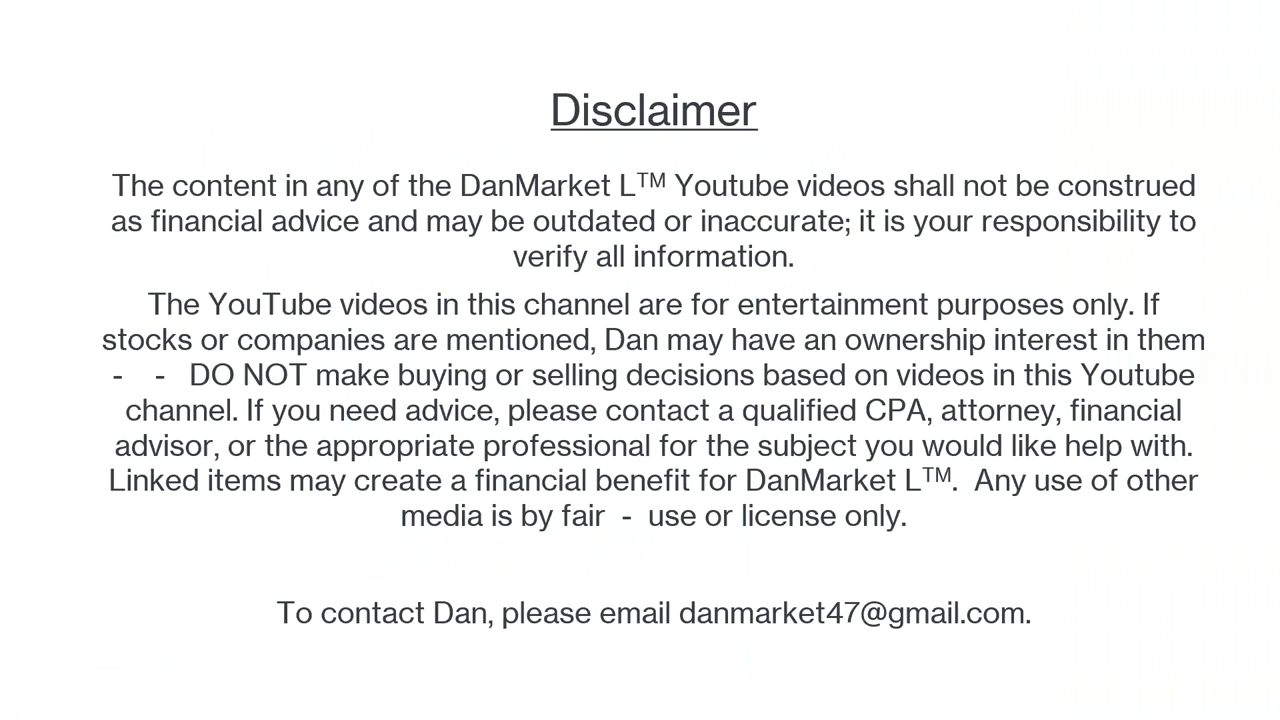 Disclaimer
The content in any of the DanMarket L™ Youtube videos shall not be construed
as financial advice and may be outdated or inaccurate; it is your responsibility to
verify all information.
The YouTube videos in this channel are for entertainment purposes only. If
stocks or companies are mentioned, Dan may have an ownership interest in them
- - DO NOT make buying or selling decisions based on videos in this Youtube
channel. If you need advice, please contact a qualified CPA, attorney, financial
advisor, or the appropriate professional for the subject you would like help with.
Linked items may create a financial benefit for DanMarket L™. Any use of other
media is by fair - use or license only.
To contact Dan, please email danmarket47@gmail.com.